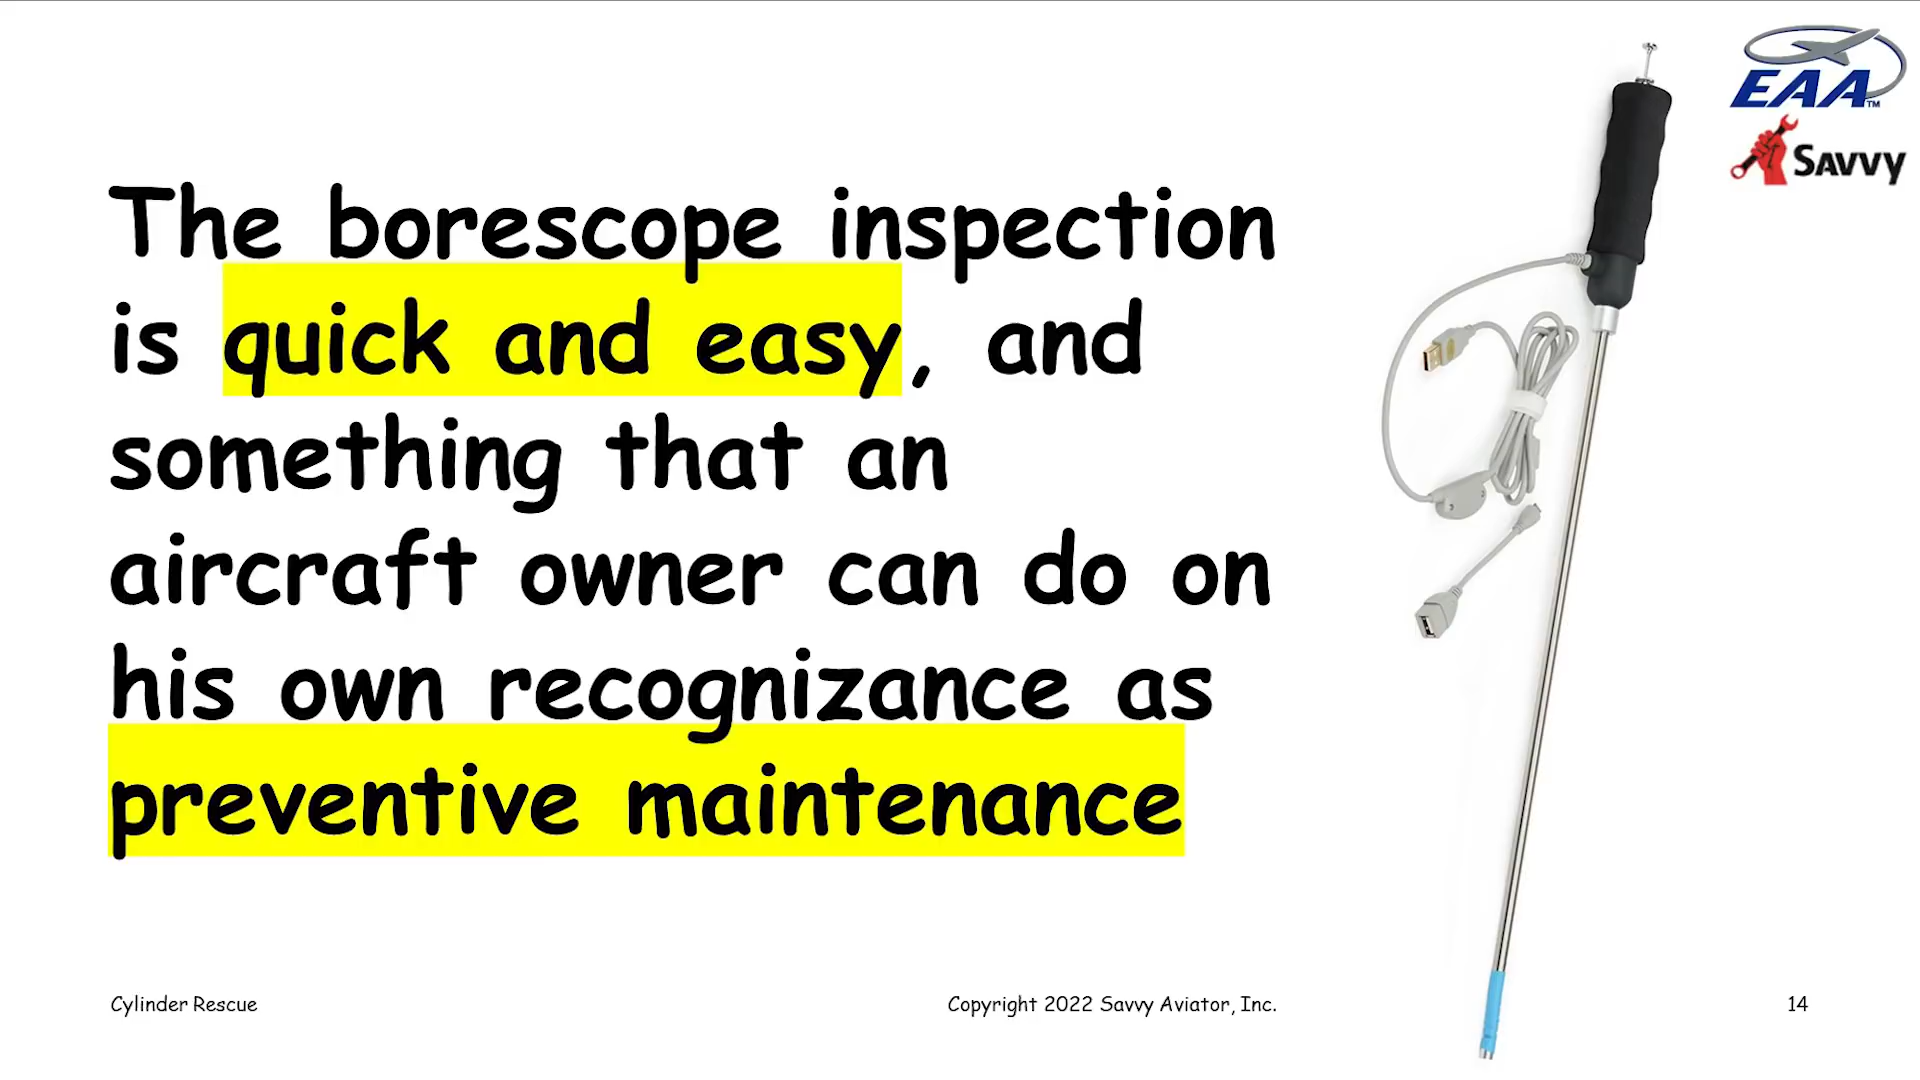 The borescope inspection
is quick and easy, and
something that an
aircraft owner can do on
his own recognizance as
preventive maintenance
EAA™
SAVVY
Cylinder Rescue
Copyright 2022 Savvy Aviator, Inc.
14